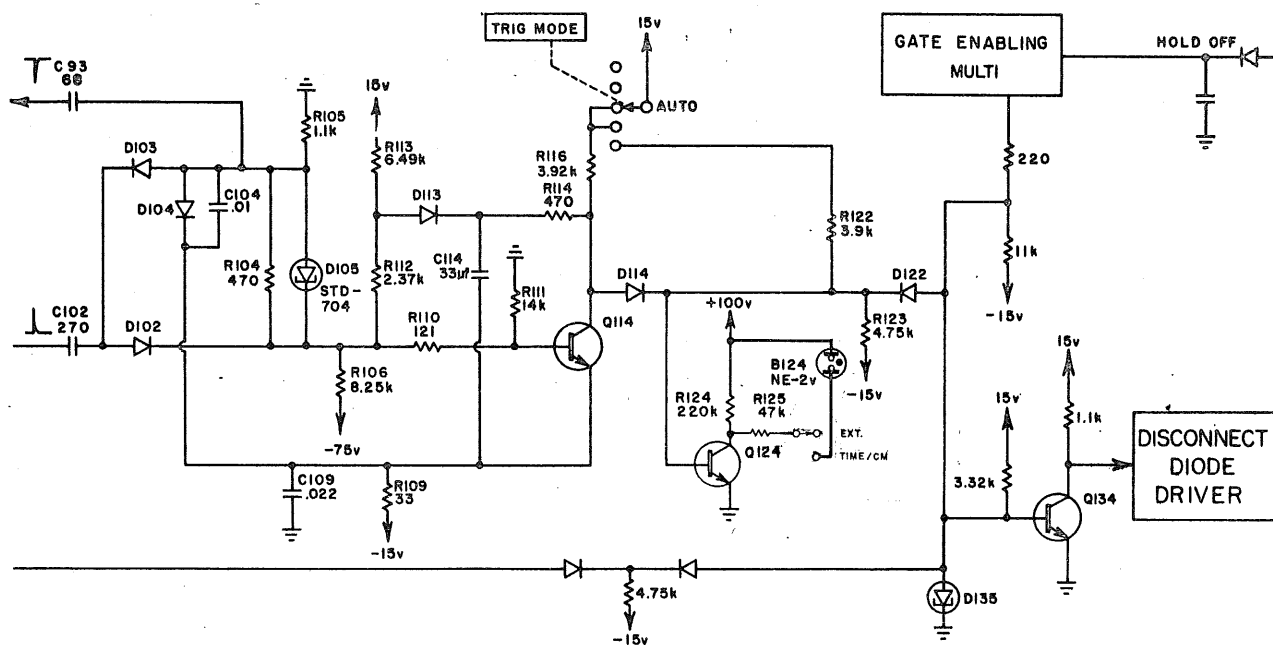 TRIG MODE
15v
AUTO
GATE ENABLING
MULTI
HOLD OFF
C93
68
R105
1.1k
15v
R113
6.49k
R116
3.92k
R114
470
220
D103
D104
C104
.01
D113
R122
3.9k
11k
-15v
R104
470
D105
STD-
704
R112
2.37k
C114
33µf
R111
14k
D114
D122
+100v
C102
270
D102
R110
121
Q114
R123
4.75k
-15v
B124
NE-2v
R106
8.25k
-75v
R124
220k
R125
47k
EXT.
TIME/CM
Q124
15v
15v
1.1k
3.32k
Q134
DISCONNECT
DIODE
DRIVER
C109
.022
R109
33
-15v
4.75k
-15v
D135